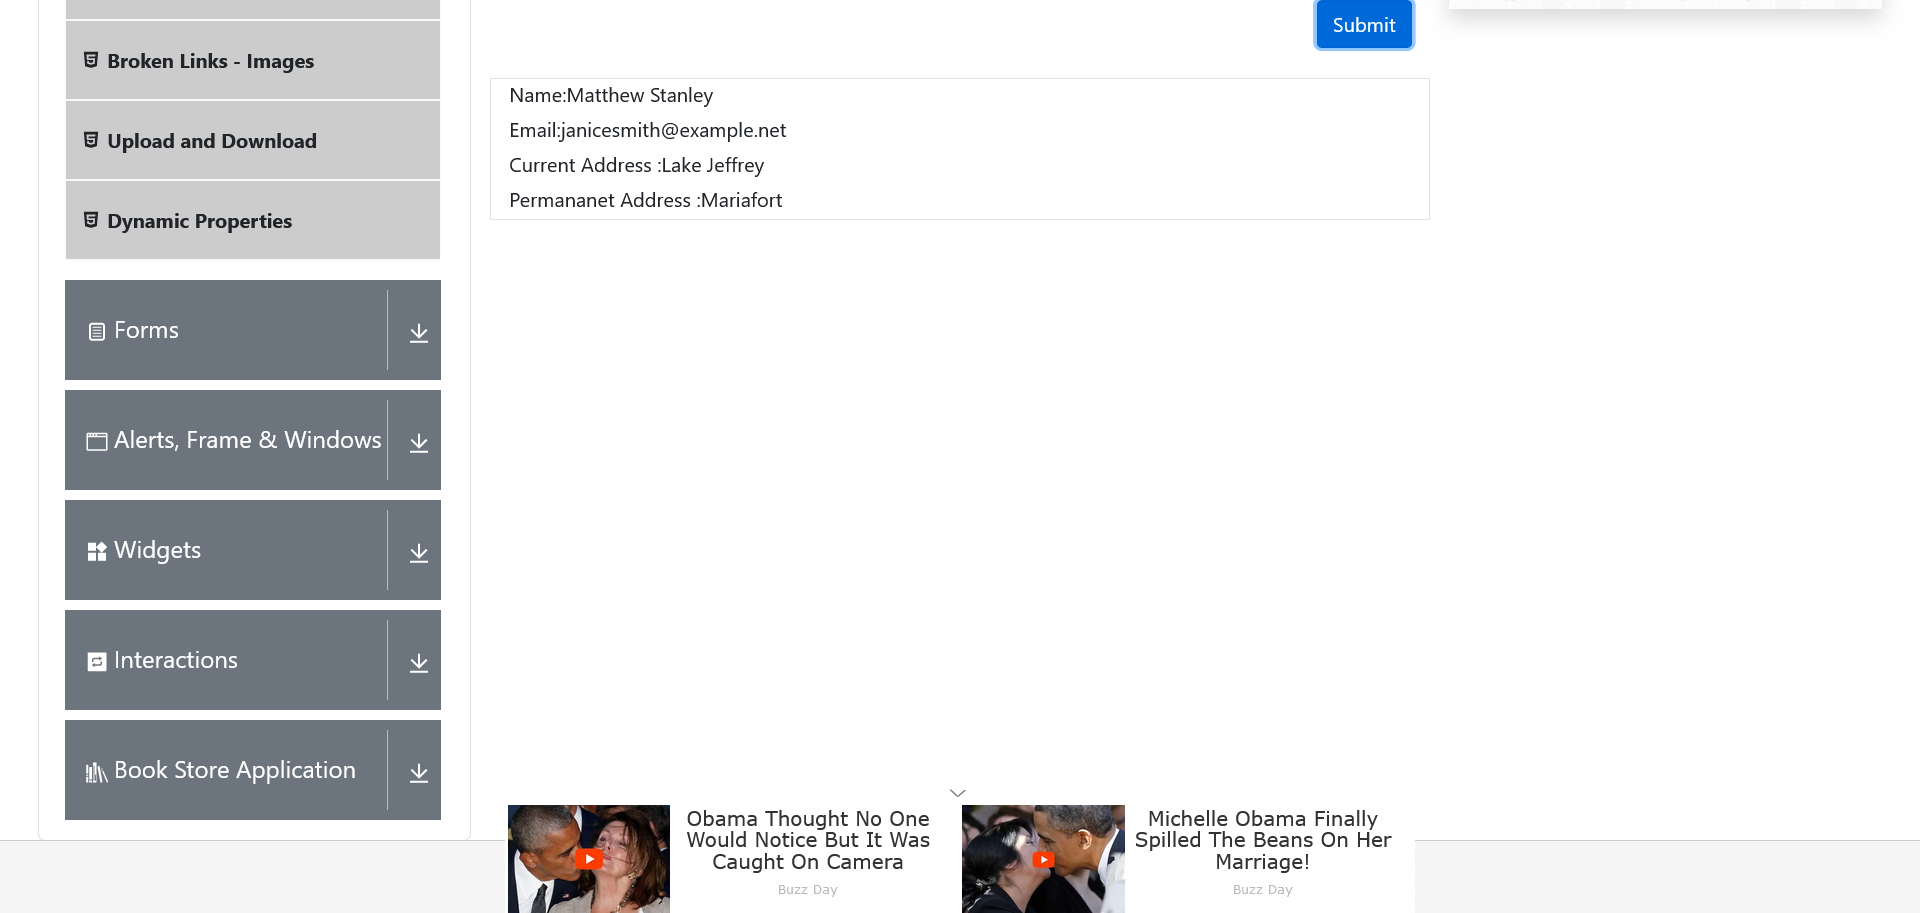 Submit
Broken Links - Images
Upload and Download
Dynamic Properties
Name:Matthew Stanley
Email:janicesmith@example.net
Current Address :Lake Jeffrey
Permananet Address :Mariafort
Forms
Alerts, Frame & Windows
Widgets
Interactions
Book Store Application
Obama Thought No One
Would Notice But It Was
Caught On Camera
Buzz Day
Michelle Obama Finally
Spilled The Beans On Her
Marriage!
Buzz Day